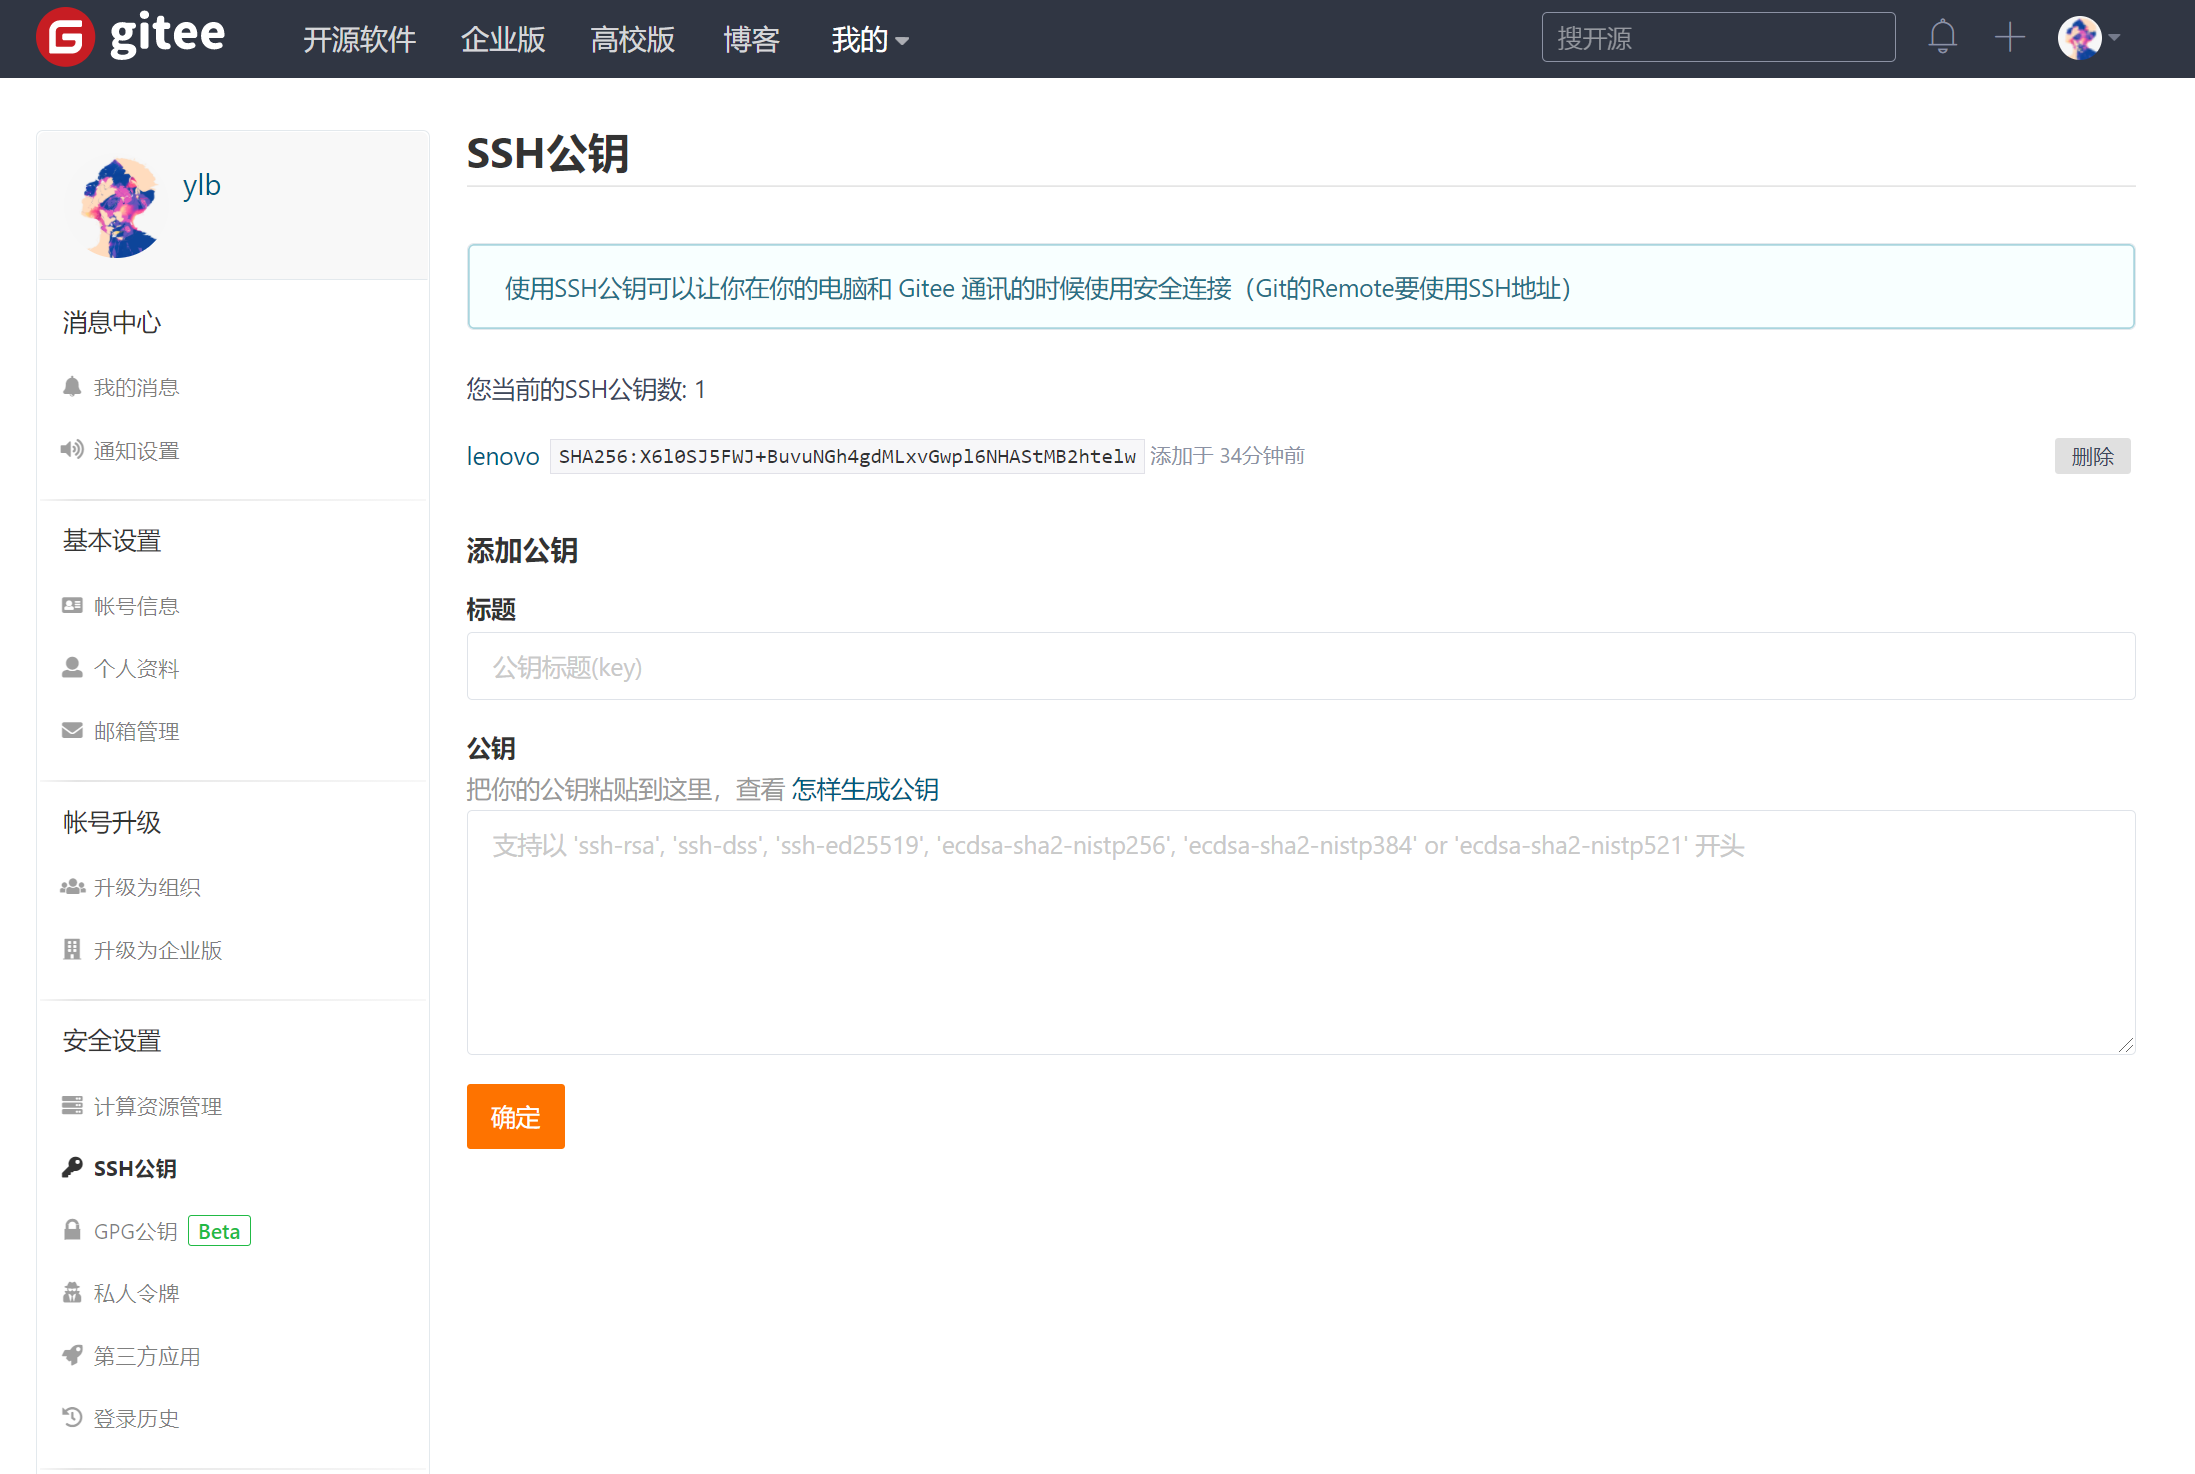 gitee 开源软件 企业版 高校版 博客 我的 搜开源
ylb
消息中心
我的消息
通知设置
基本设置
帐号信息
个人资料
邮箱管理
帐号升级
升级为组织
升级为企业版
安全设置
计算资源管理
SSH公钥
GPG公钥 Beta
私人令牌
第三方应用
登录历史
SSH公钥
使用SSH公钥可以让你在你的电脑和 Gitee 通讯的时候使用安全连接（Git的Remote要使用SSH地址）
您当前的SSH公钥数: 1
lenovo SHA256:X6l0SJ5FWJ+BuvuNGh4gdMLxvGwpl6NHAStMB2htelw 添加于 34分钟前 删除
添加公钥
标题
公钥标题(key)
公钥
把你的公钥粘贴到这里，查看 怎样生成公钥
支持以 'ssh-rsa', 'ssh-dss', 'ssh-ed25519', 'ecdsa-sha2-nistp256', 'ecdsa-sha2-nistp384' or 'ecdsa-sha2-nistp521' 开头
确定